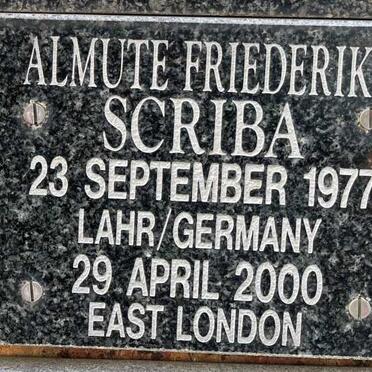 ALMUTE FRIEDERIK
SCRIBA
23 SEPTEMBER 1977
LAHR/GERMANY
29 APRIL 2000
EAST LONDON